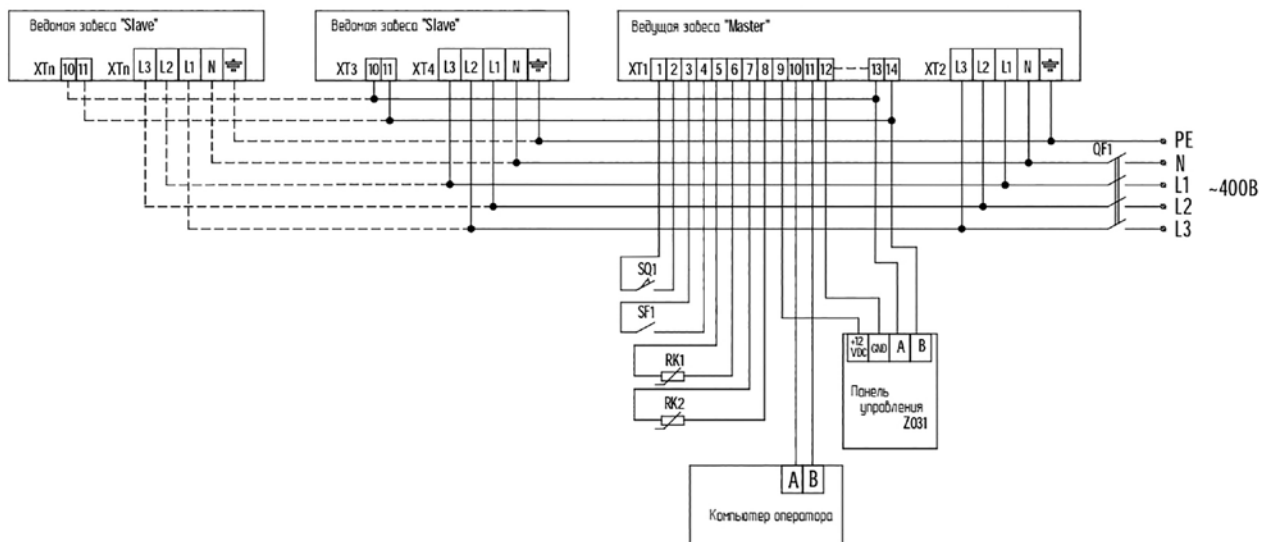 Ведомая завеса "Slave"
XTn 10 11 XTn L3 L2 L1 N
Ведомая завеса "Slave"
XT3 10 11 XT4 L3 L2 L1 N
Ведущая завеса "Master"
XT1 1 2 3 4 5 6 7 8 9 10 11 12 13 14 XT2 L3 L2 L1 N
QF1
PE
N
L1
L2
L3
~400В
SQ1
SF1
RK1
RK2
+12
VDC
GND
A
B
Панель
управления
Z031
A B
Компьютер оператора